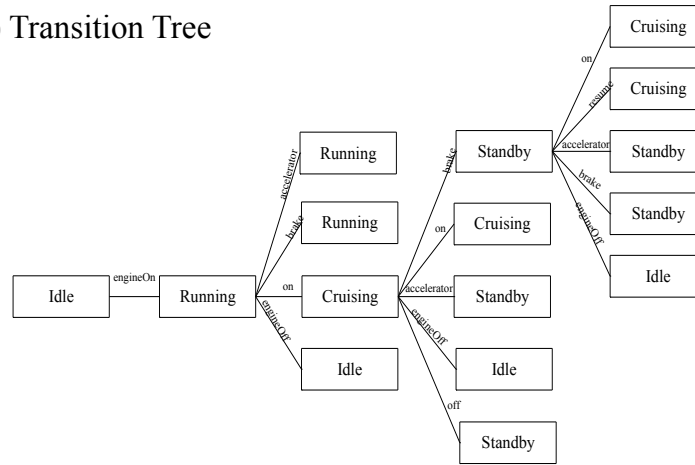 Transition Tree
Cruising
on
Cruising
resume
accelerator
Running
brake
Standby
accelerator
Standby
brake
brake
Running
on
Cruising
Standby
engineOff
Idle
engineOn
Running
on
Cruising
accelerator
Standby
Idle
engineOff
engineOff
Idle
Idle
off
Standby